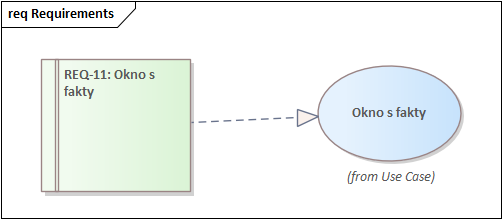 req Requirements
REQ-11: Okno s
fakty
Okno s fakty
(from Use Case)